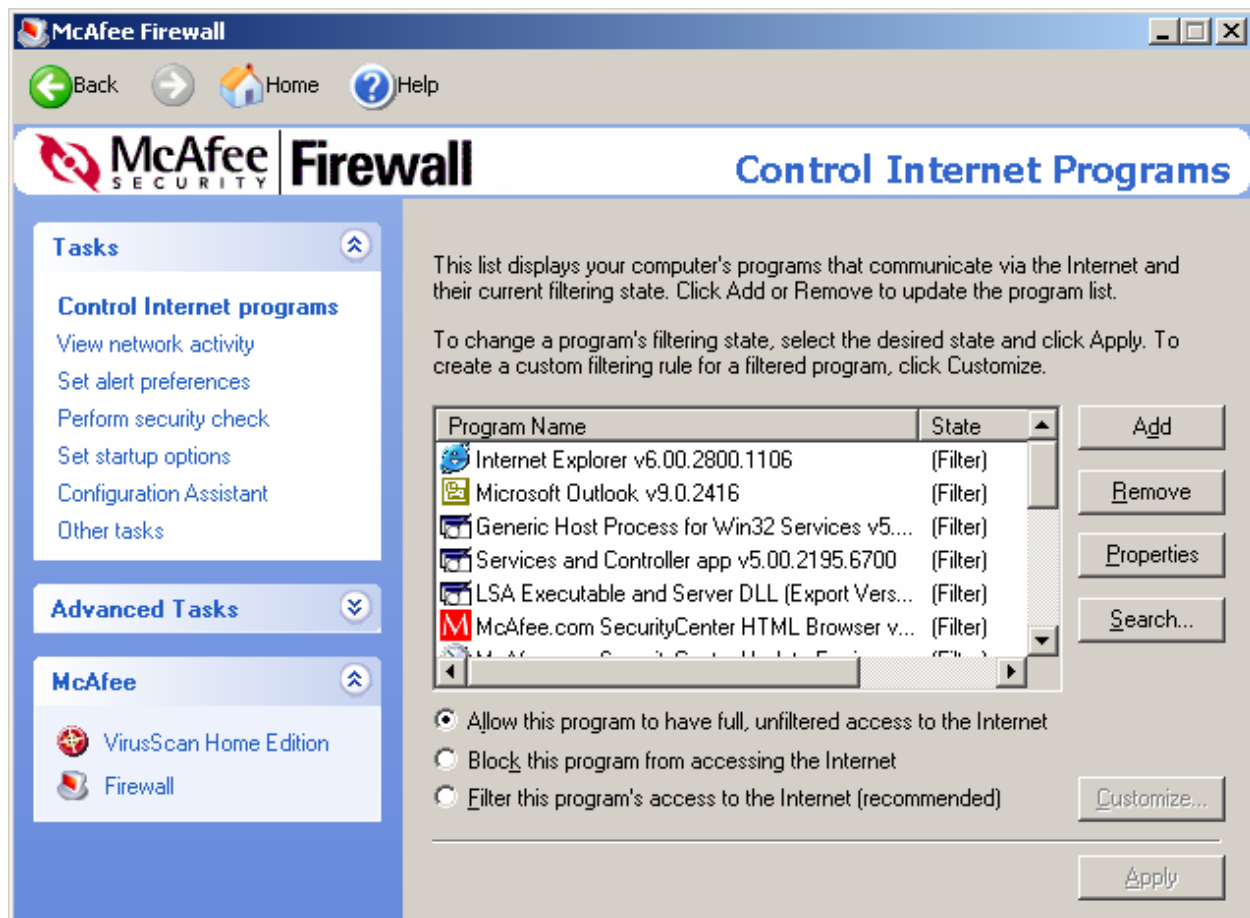 McAfee Firewall
Back Home Help
McAfee SECURITY Firewall
Control Internet Programs
Tasks
Control Internet programs
View network activity
Set alert preferences
Perform security check
Set startup options
Configuration Assistant
Other tasks
Advanced Tasks
McAfee
VirusScan Home Edition
Firewall
This list displays your computer's programs that communicate via the Internet and
their current filtering state. Click Add or Remove to update the program list.
To change a program's filtering state, select the desired state and click Apply. To
create a custom filtering rule for a filtered program, click Customize.
Program Name State
Internet Explorer v6.00.2800.1106 (Filter)
Microsoft Outlook v9.0.2416 (Filter)
Generic Host Process for Win32 Services v5.... (Filter)
Services and Controller app v5.00.2195.6700 (Filter)
LSA Executable and Server DLL (Export Vers... (Filter)
McAfee.com SecurityCenter HTML Browser v... (Filter)
Add
Remove
Properties
Search...
Allow this program to have full, unfiltered access to the Internet
Block this program from accessing the Internet
Filter this program's access to the Internet (recommended)
Customize...
Apply